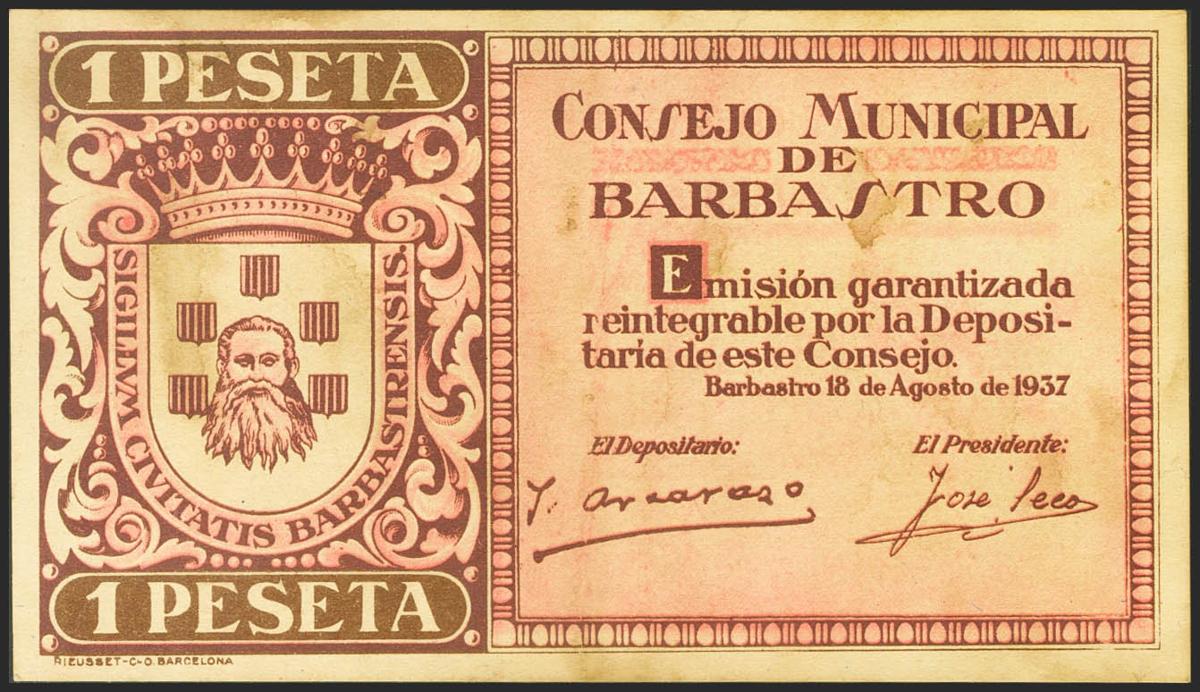 1 PESETA
SIGILLVM CIVITATIS BARBASTRENSIS.
1 PESETA
RIEUSSET-C-O. BARCELONA
CONSEJO MUNICIPAL
DE
BARBASTRO
Emisión garantizada
reintegrable por la Deposi-
taría de este Consejo.
Barbastro 18 de Agosto de 1937
El Depositario: El Presidente:
José